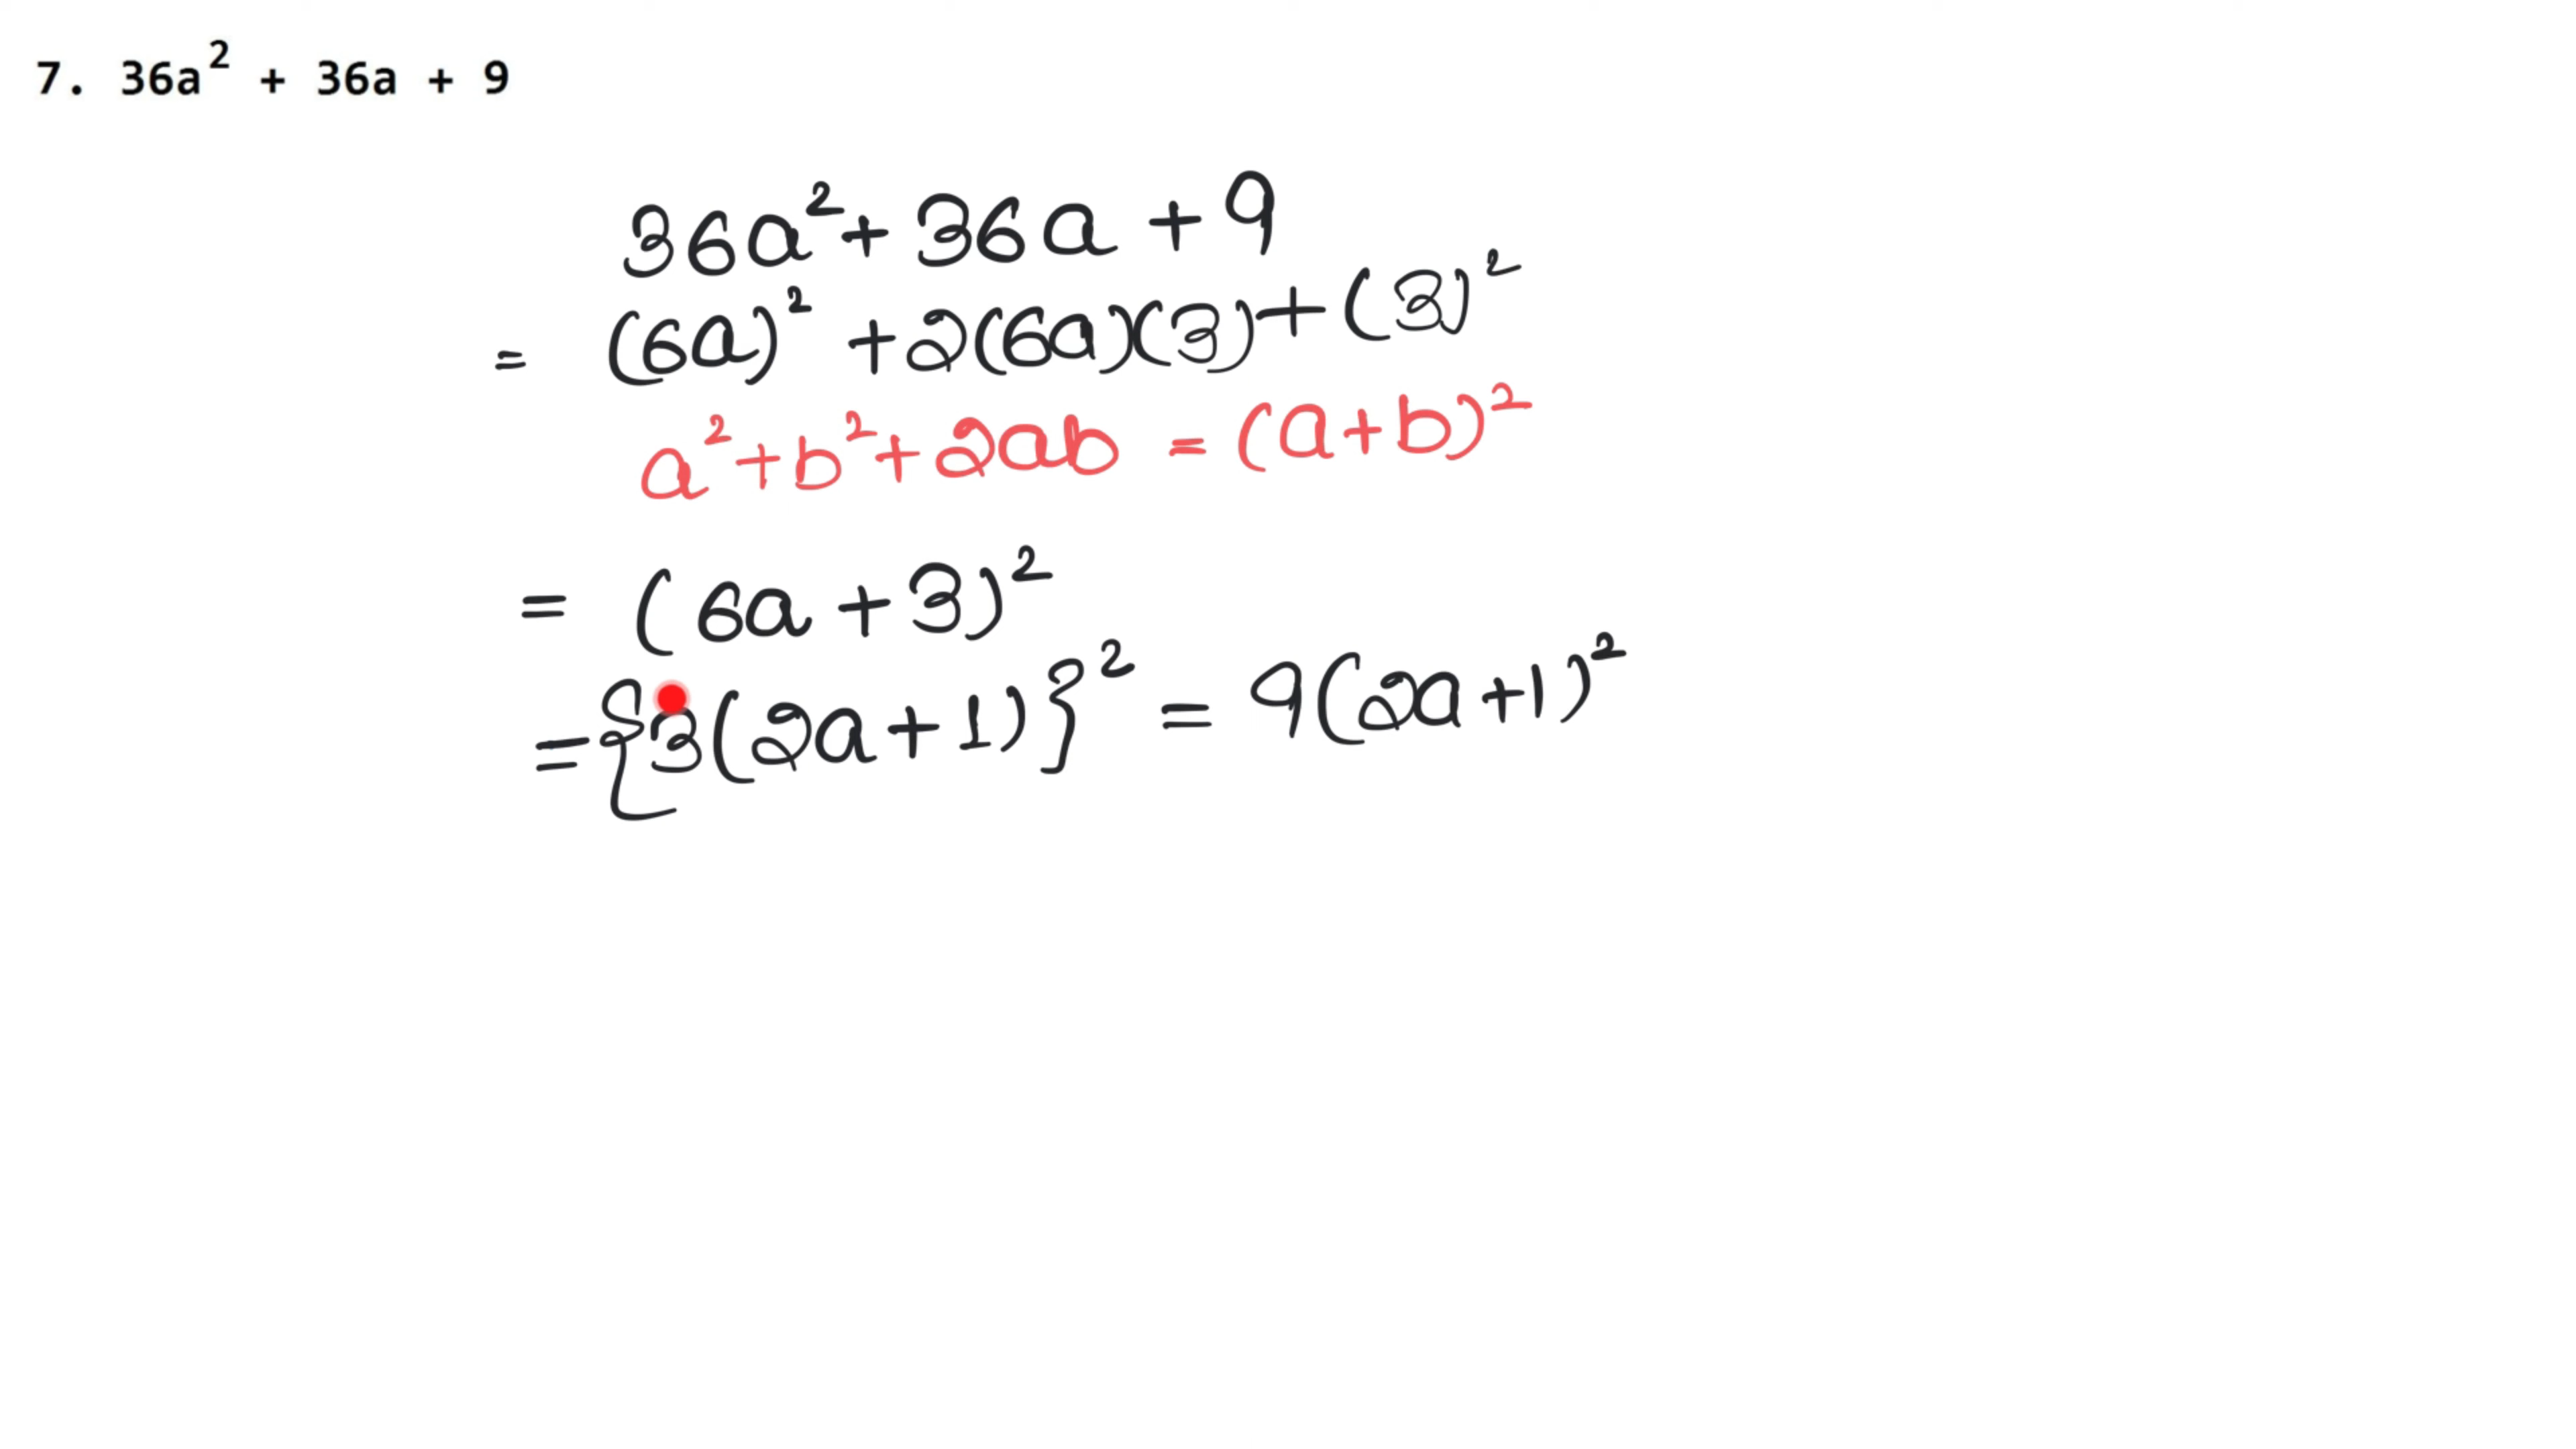 7. 36a² + 36a + 9
36a² + 36a + 9
= (6a)² + 2(6a)(3) + (3)²
a² + b² + 2ab = (a+b)²
= (6a + 3)²
= {3(2a+1)}² = 9(2a+1)²